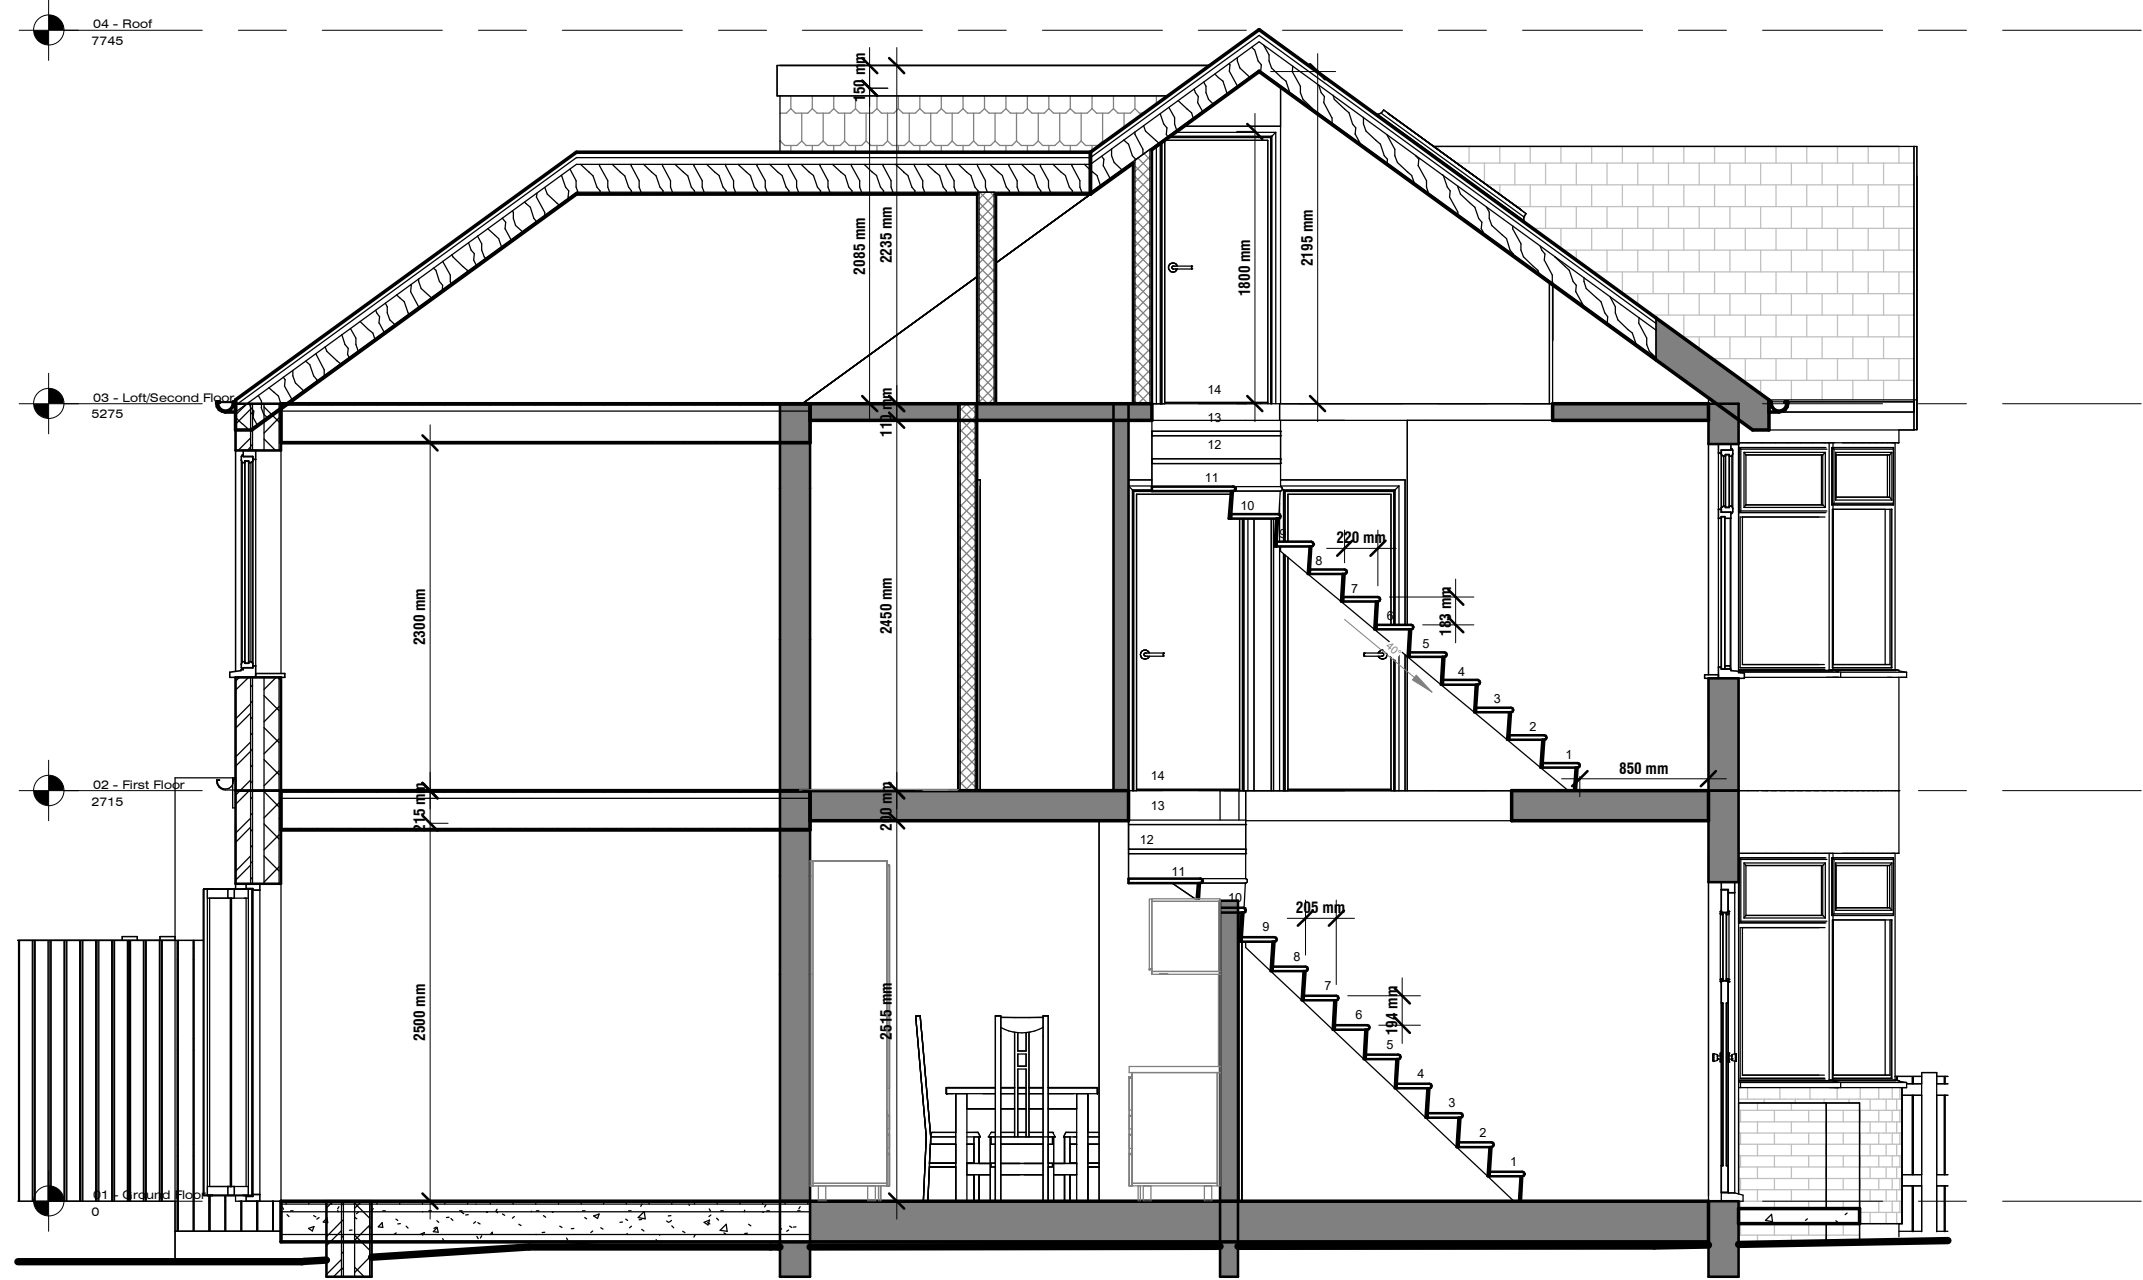 04 - Roof
7745
150 mm
2085 mm
2235 mm
1800 mm
2195 mm
03 - Loft/Second Floor
5275
110 mm
14
13
12
11
10
9
8
7
6
5
4
3
2
1
220 mm
183 mm
40°
850 mm
2300 mm
2450 mm
02 - First Floor
2715
215 mm
200 mm
14
13
12
11
10
9
8
7
6
5
4
3
2
1
205 mm
194 mm
2500 mm
2515 mm
01 - Ground Floor
0